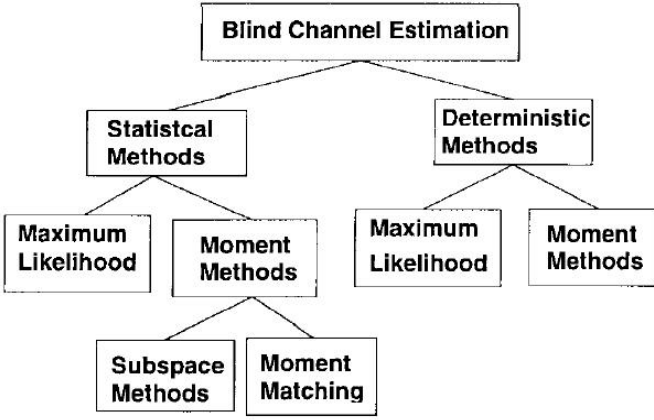 Blind Channel Estimation
Statistcal
Methods
Deterministic
Methods
Maximum
Likelihood
Moment
Methods
Maximum
Likelihood
Moment
Methods
Subspace
Methods
Moment
Matching